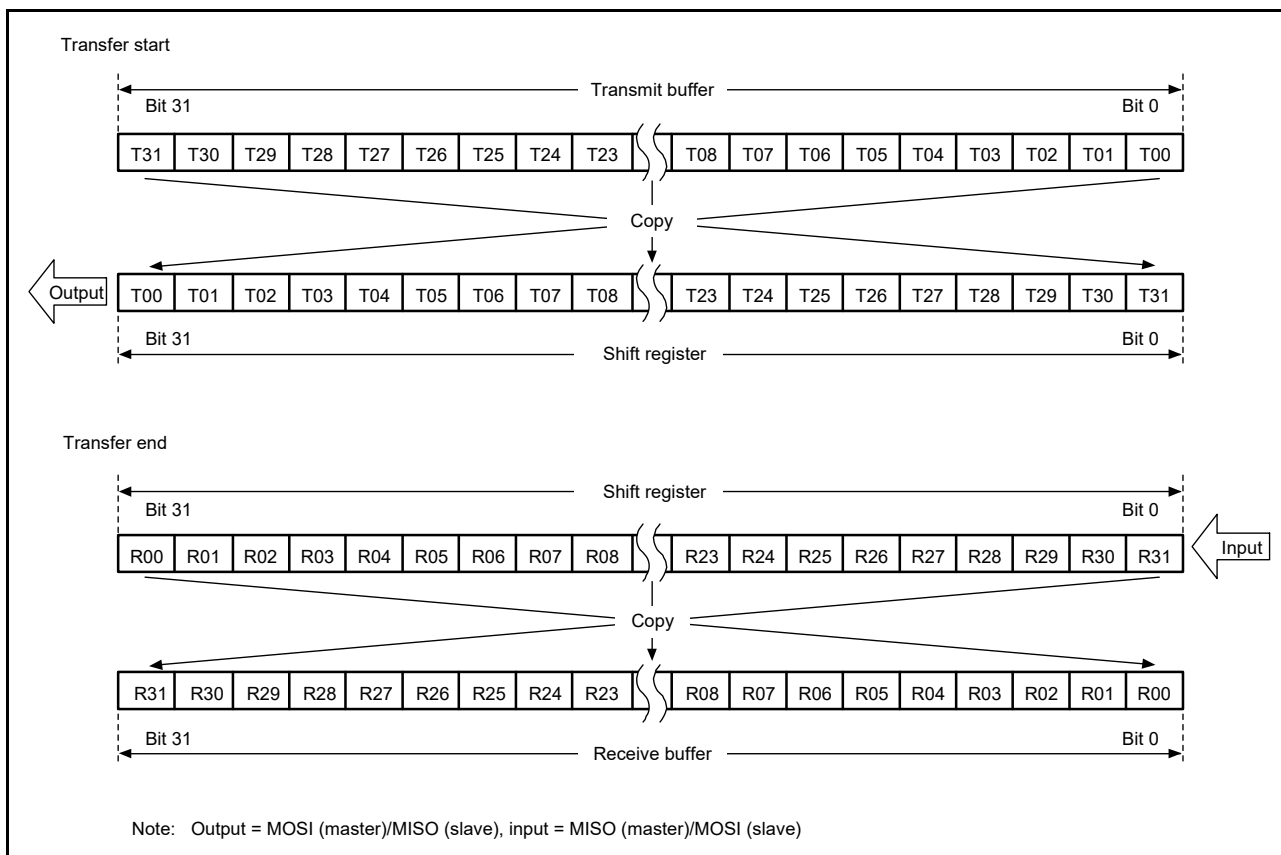 Transfer start
Transmit buffer
Bit 31 Bit 0
T31 T30 T29 T28 T27 T26 T25 T24 T23 T08 T07 T06 T05 T04 T03 T02 T01 T00
Copy
Output T00 T01 T02 T03 T04 T05 T06 T07 T08 T23 T24 T25 T26 T27 T28 T29 T30 T31
Bit 31 Bit 0
Shift register
Transfer end
Shift register
Bit 31 Bit 0
R00 R01 R02 R03 R04 R05 R06 R07 R08 R23 R24 R25 R26 R27 R28 R29 R30 R31 Input
Copy
R31 R30 R29 R28 R27 R26 R25 R24 R23 R08 R07 R06 R05 R04 R03 R02 R01 R00
Bit 31 Bit 0
Receive buffer
Note: Output = MOSI (master)/MISO (slave), input = MISO (master)/MOSI (slave)